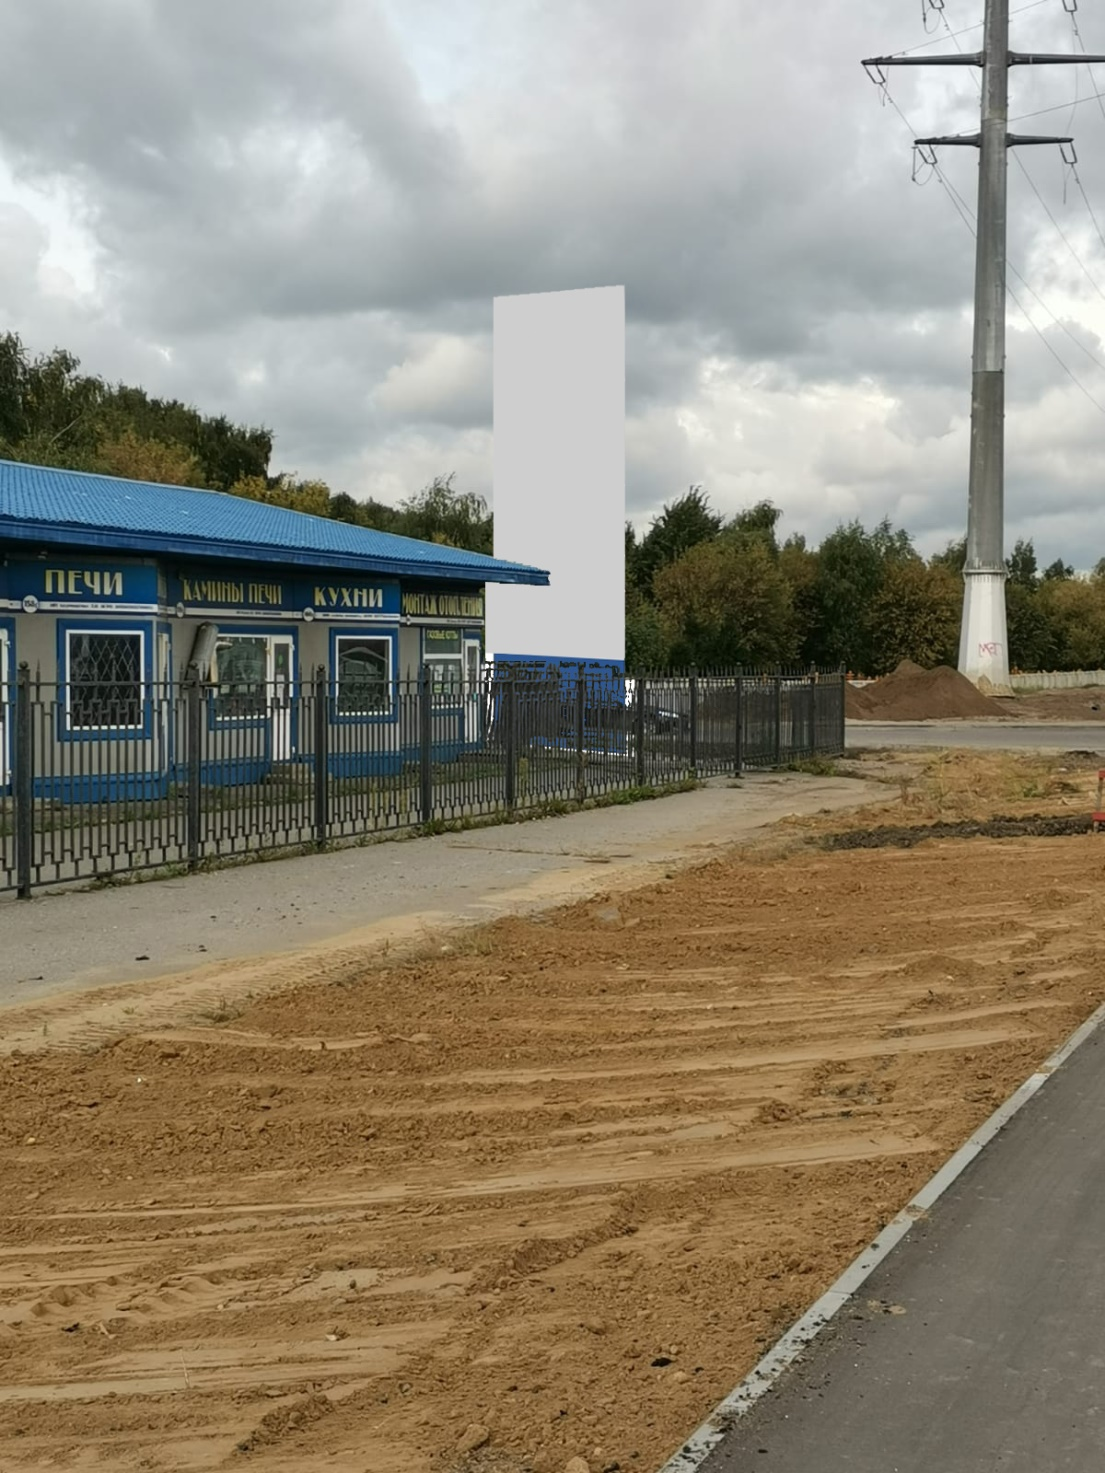 ПЕЧИ
КАМИНЫ ПЕЧИ
КУХНИ
МОНТАЖ ОТОПЛЕНИЯ
ГАЗОВЫЕ КОТЛЫ